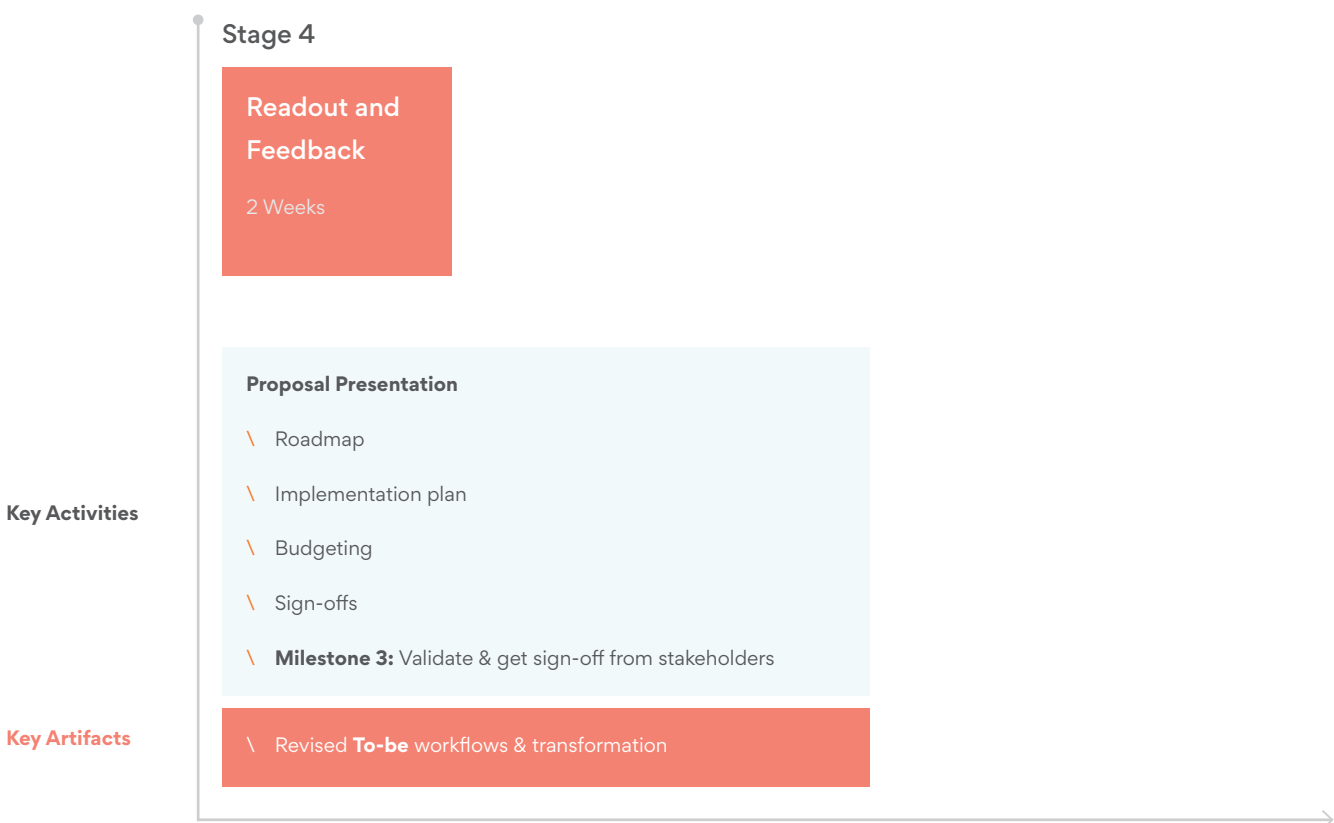 Stage 4
Readout and
Feedback
2 Weeks
Key Activities
Proposal Presentation
\ Roadmap
\ Implementation plan
\ Budgeting
\ Sign-offs
\ Milestone 3: Validate & get sign-off from stakeholders
Key Artifacts
\ Revised To-be workflows & transformation